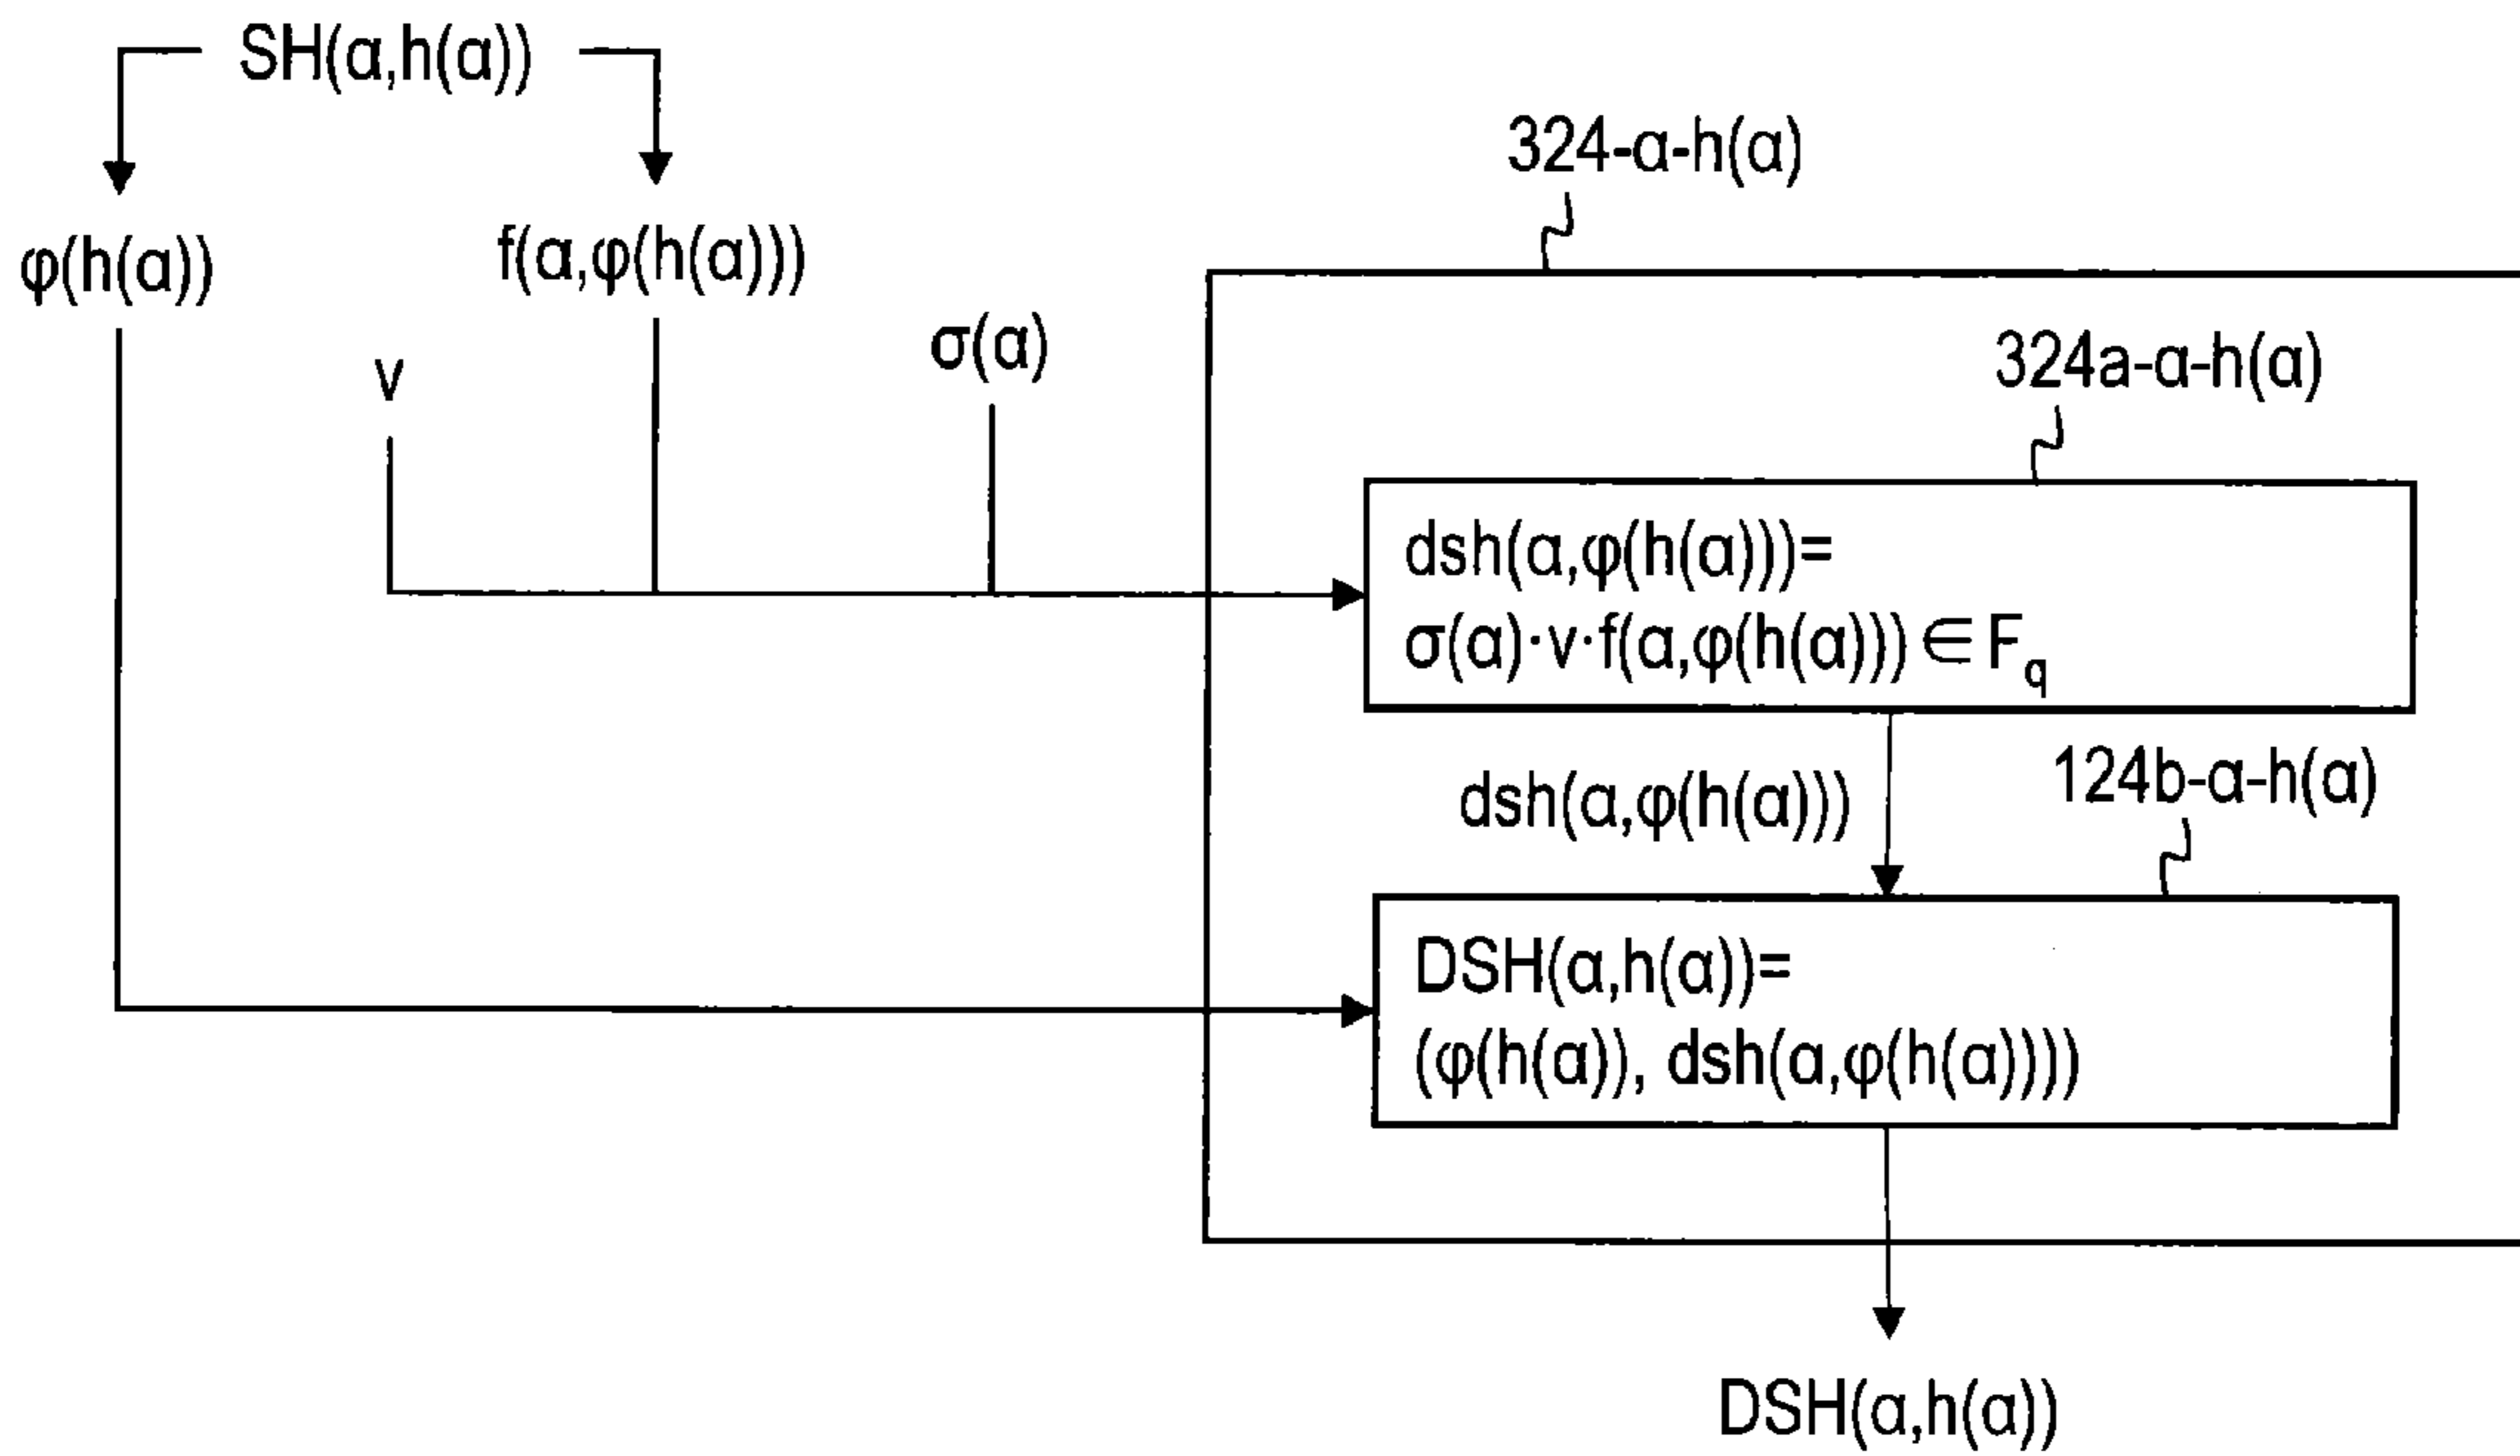 SH(α,h(α))
324-α-h(α)
φ(h(α))
f(α,φ(h(α)))
σ(α)
ν
324a-α-h(α)
dsh(α,φ(h(α)))=
σ(α)·ν·f(α,φ(h(α))) ∈ F_q
dsh(α,φ(h(α)))
124b-α-h(α)
DSH(α,h(α))=
(φ(h(α)), dsh(α,φ(h(α))))
DSH(α,h(α))